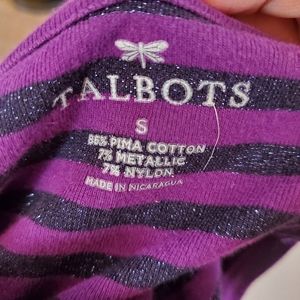 TALBOTS
S
86% PIMA COTTON
7% METALLIC
7% NYLON
MADE IN NICARAGUA